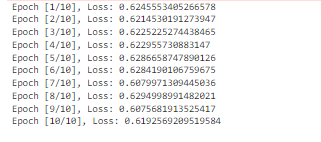 Epoch [1/10], Loss: 0.6245553405266578
Epoch [2/10], Loss: 0.6214530191273947
Epoch [3/10], Loss: 0.6225225274438465
Epoch [4/10], Loss: 0.622955730883147
Epoch [5/10], Loss: 0.6286658747890126
Epoch [6/10], Loss: 0.6284190106759675
Epoch [7/10], Loss: 0.6079971309445036
Epoch [8/10], Loss: 0.6294998991482021
Epoch [9/10], Loss: 0.6075681913525417
Epoch [10/10], Loss: 0.6192569209519584